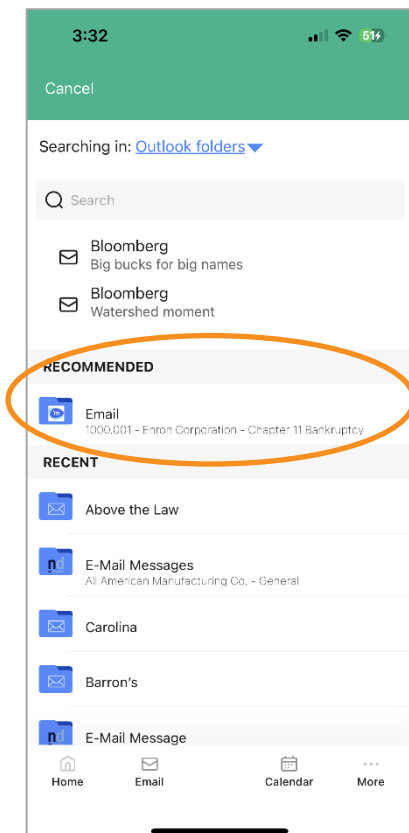 3:32
51
Cancel
Searching in: Outlook folders
Search
Bloomberg
Big bucks for big names
Bloomberg
Watershed moment
RECOMMENDED
Email
1000.001 - Enron Corporation - Chapter 11 Bankruptcy
RECENT
Above the Law
nd
E-Mail Messages
All American Manufacturing Co. - General
Carolina
Barron's
nd
E-Mail Message
Home Email Calendar More